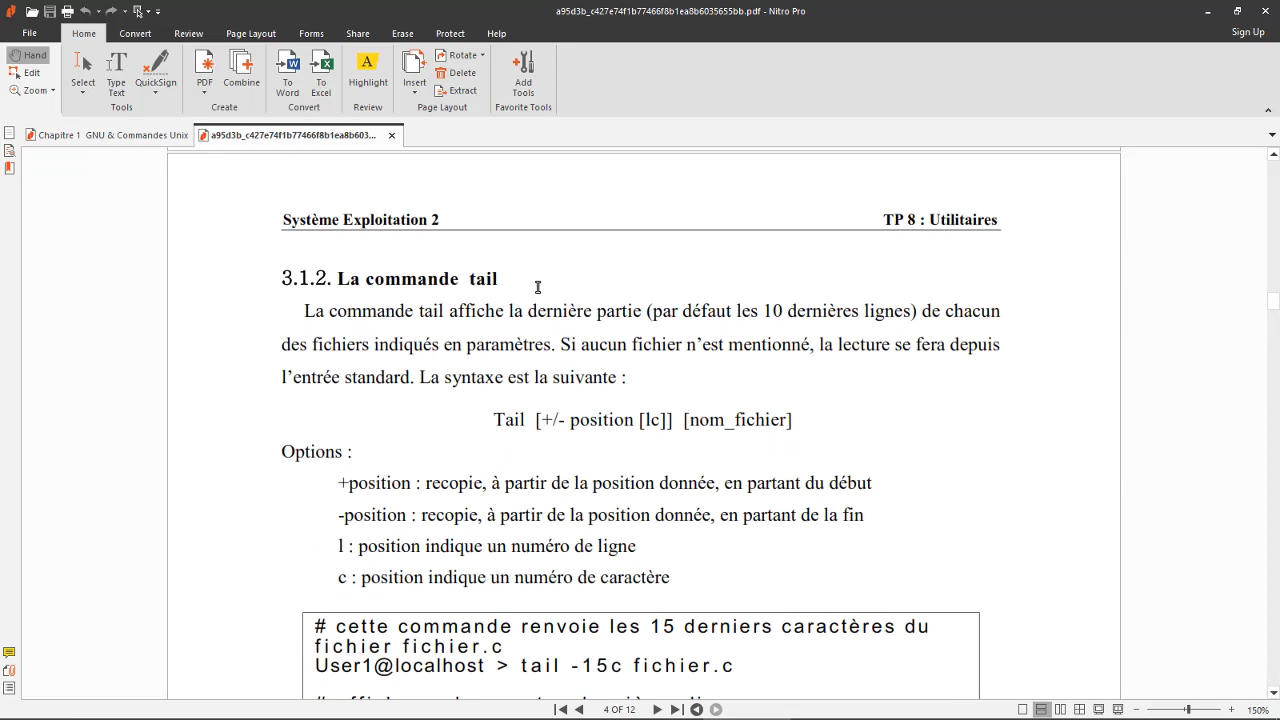 a95d3b_c427e74f1b77466f8b1ea8b6035655bb.pdf - Nitro Pro
File Home Convert Review Page Layout Forms Share Erase Protect Help Sign Up
Hand
Edit
Zoom
Select
Type Text
QuickSign
Tools
PDF
Combine
Create
To Word
To Excel
Convert
Highlight
Review
Insert
Rotate
Delete
Extract
Page Layout
Add Tools
Favorite Tools
Chapitre 1 GNU & Commandes Unix
a95d3b_c427e74f1b77466f8b1ea8b603...
Système Exploitation 2 TP 8 : Utilitaires
3.1.2. La commande tail
La commande tail affiche la dernière partie (par défaut les 10 dernières lignes) de chacun
des fichiers indiqués en paramètres. Si aucun fichier n’est mentionné, la lecture se fera depuis
l’entrée standard. La syntaxe est la suivante :
Tail [+/- position [lc]] [nom_fichier]
Options :
+position : recopie, à partir de la position donnée, en partant du début
-position : recopie, à partir de la position donnée, en partant de la fin
l : position indique un numéro de ligne
c : position indique un numéro de caractère
# cette commande renvoie les 15 derniers caractères du
fichier fichier.c
User1@localhost > tail -15c fichier.c
4 OF 12
150%